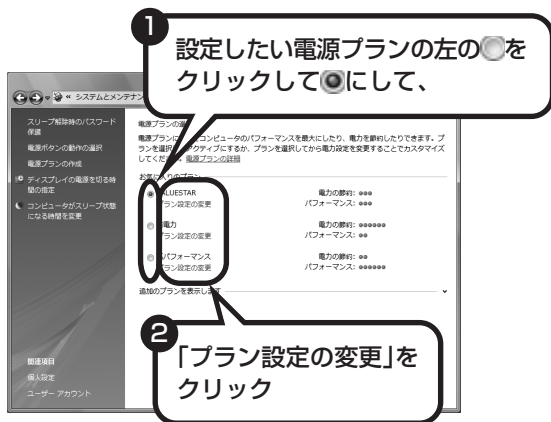 1
設定したい電源プランの左の○を
クリックして◉にして、
« システムとメンテナン
スリープ解除時のパスワード
保護
電源ボタンの動作の選択
電源プランの作成
ディスプレイの電源を切る時
間の指定
コンピュータがスリープ状態
になる時間を変更
関連項目
個人設定
ユーザー アカウント
電源プランの選
電源プランに コンピュータのパフォーマンスを最大にしたり、電力を節約したりできます。プ
ランを選択 アクティブにするか、プランを選択してから電力設定を変更することでカスタマイズ
してくだ 。電源プランの詳細
お気に入りのプラン
ALUESTAR 電力の節約: ●●●
プラン設定の変更 パフォーマンス: ●●●
電力 電力の節約: ●●●●●●
プラン設定の変更 パフォーマンス: ●●
パフォーマンス 電力の節約: ●●
プラン設定の変更 パフォーマンス: ●●●●●●
追加のプランを表示します
2
「プラン設定の変更」を
クリック